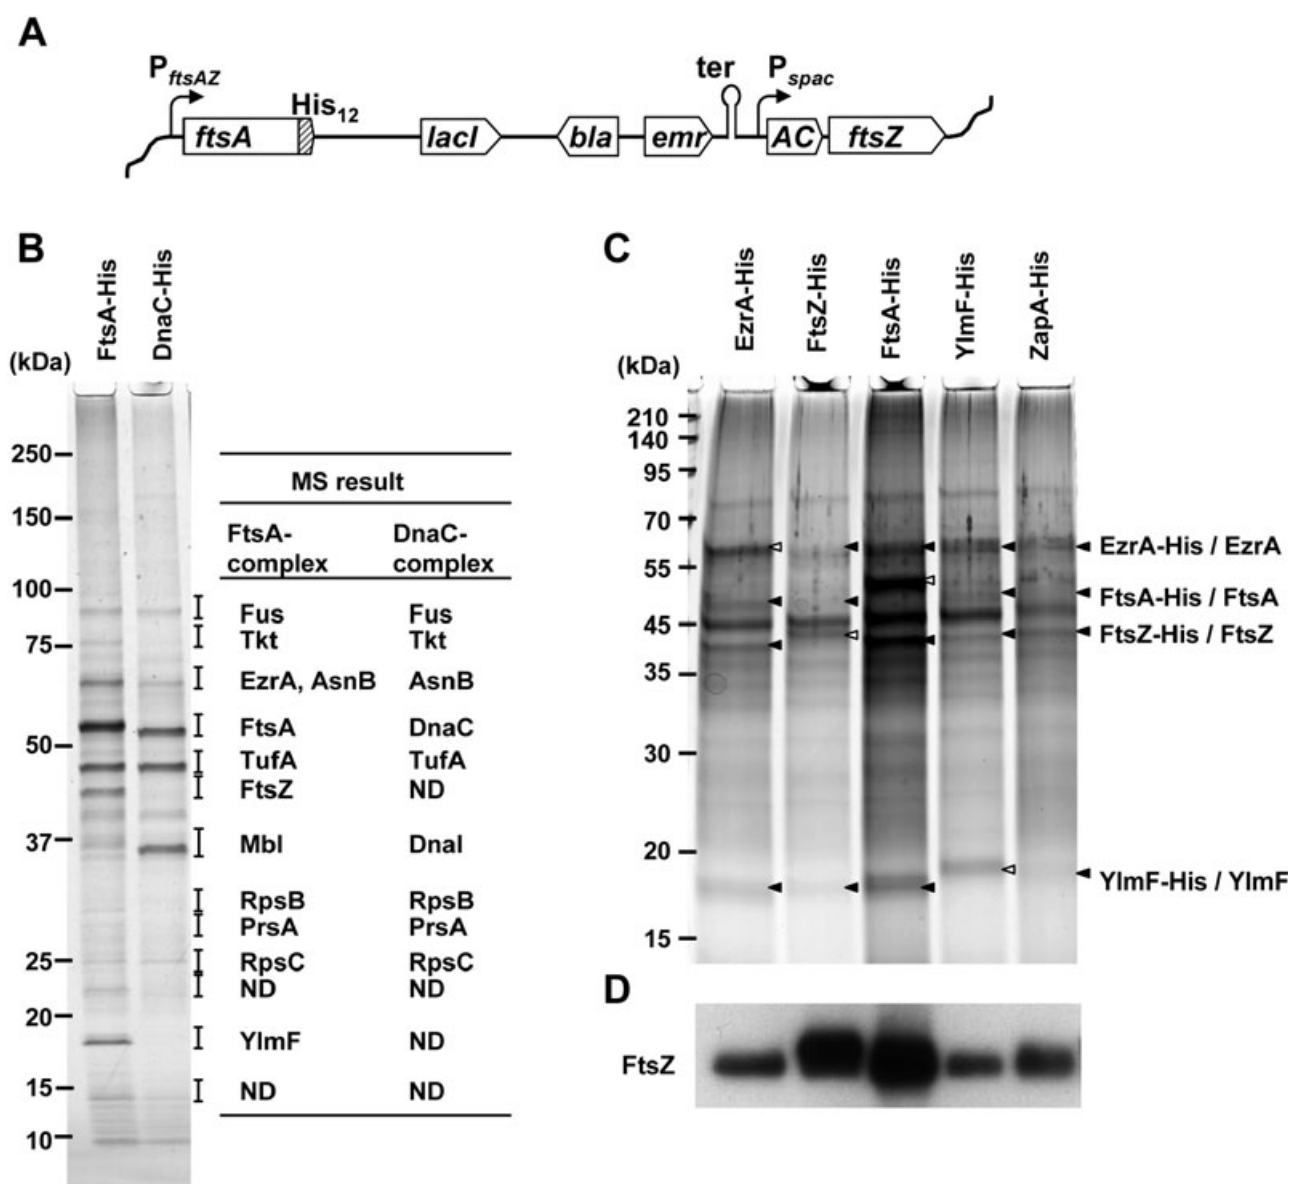 A
P ftsAZ
His12
ter
P spac
ftsA
lacI
bla
emr
AC
ftsZ
B
FtsA-His
DnaC-His
(kDa)
250
150
100
75
50
37
25
20
15
10
MS result
FtsA-complex
DnaC-complex
Fus Fus
Tkt Tkt
EzrA, AsnB AsnB
FtsA DnaC
TufA TufA
FtsZ ND
Mbl DnaI
RpsB RpsB
PrsA PrsA
RpsC RpsC
ND ND
YlmF ND
ND ND
C
EzrA-His
FtsZ-His
FtsA-His
YlmF-His
ZapA-His
(kDa)
210
140
95
70
55
45
35
30
20
15
EzrA-His / EzrA
FtsA-His / FtsA
FtsZ-His / FtsZ
YlmF-His / YlmF
D
FtsZ